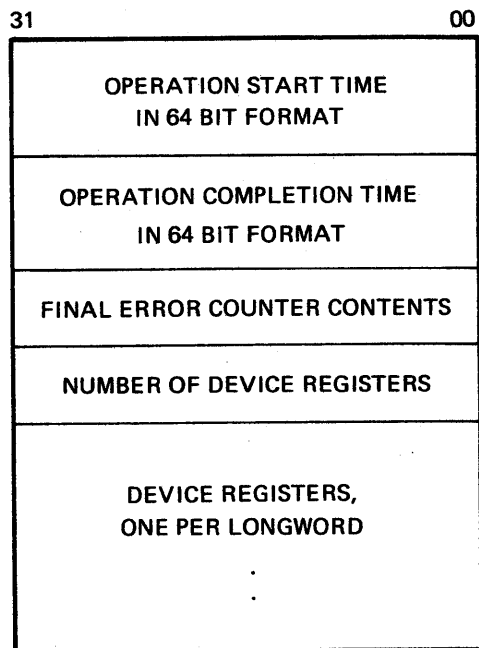 31 00
OPERATION START TIME
IN 64 BIT FORMAT
OPERATION COMPLETION TIME
IN 64 BIT FORMAT
FINAL ERROR COUNTER CONTENTS
NUMBER OF DEVICE REGISTERS
DEVICE REGISTERS,
ONE PER LONGWORD
.
.